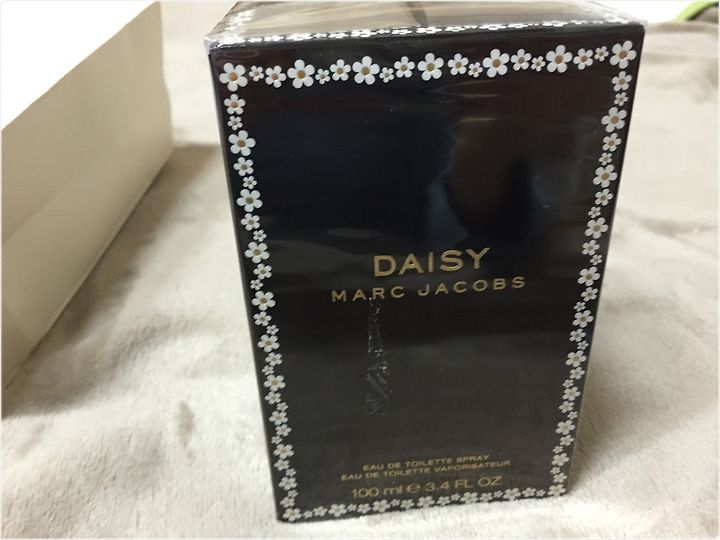 DAISY
MARC JACOBS
EAU DE TOILETTE SPRAY
EAU DE TOILETTE VAPORISATEUR
100 ml ℮ 3.4 FL OZ